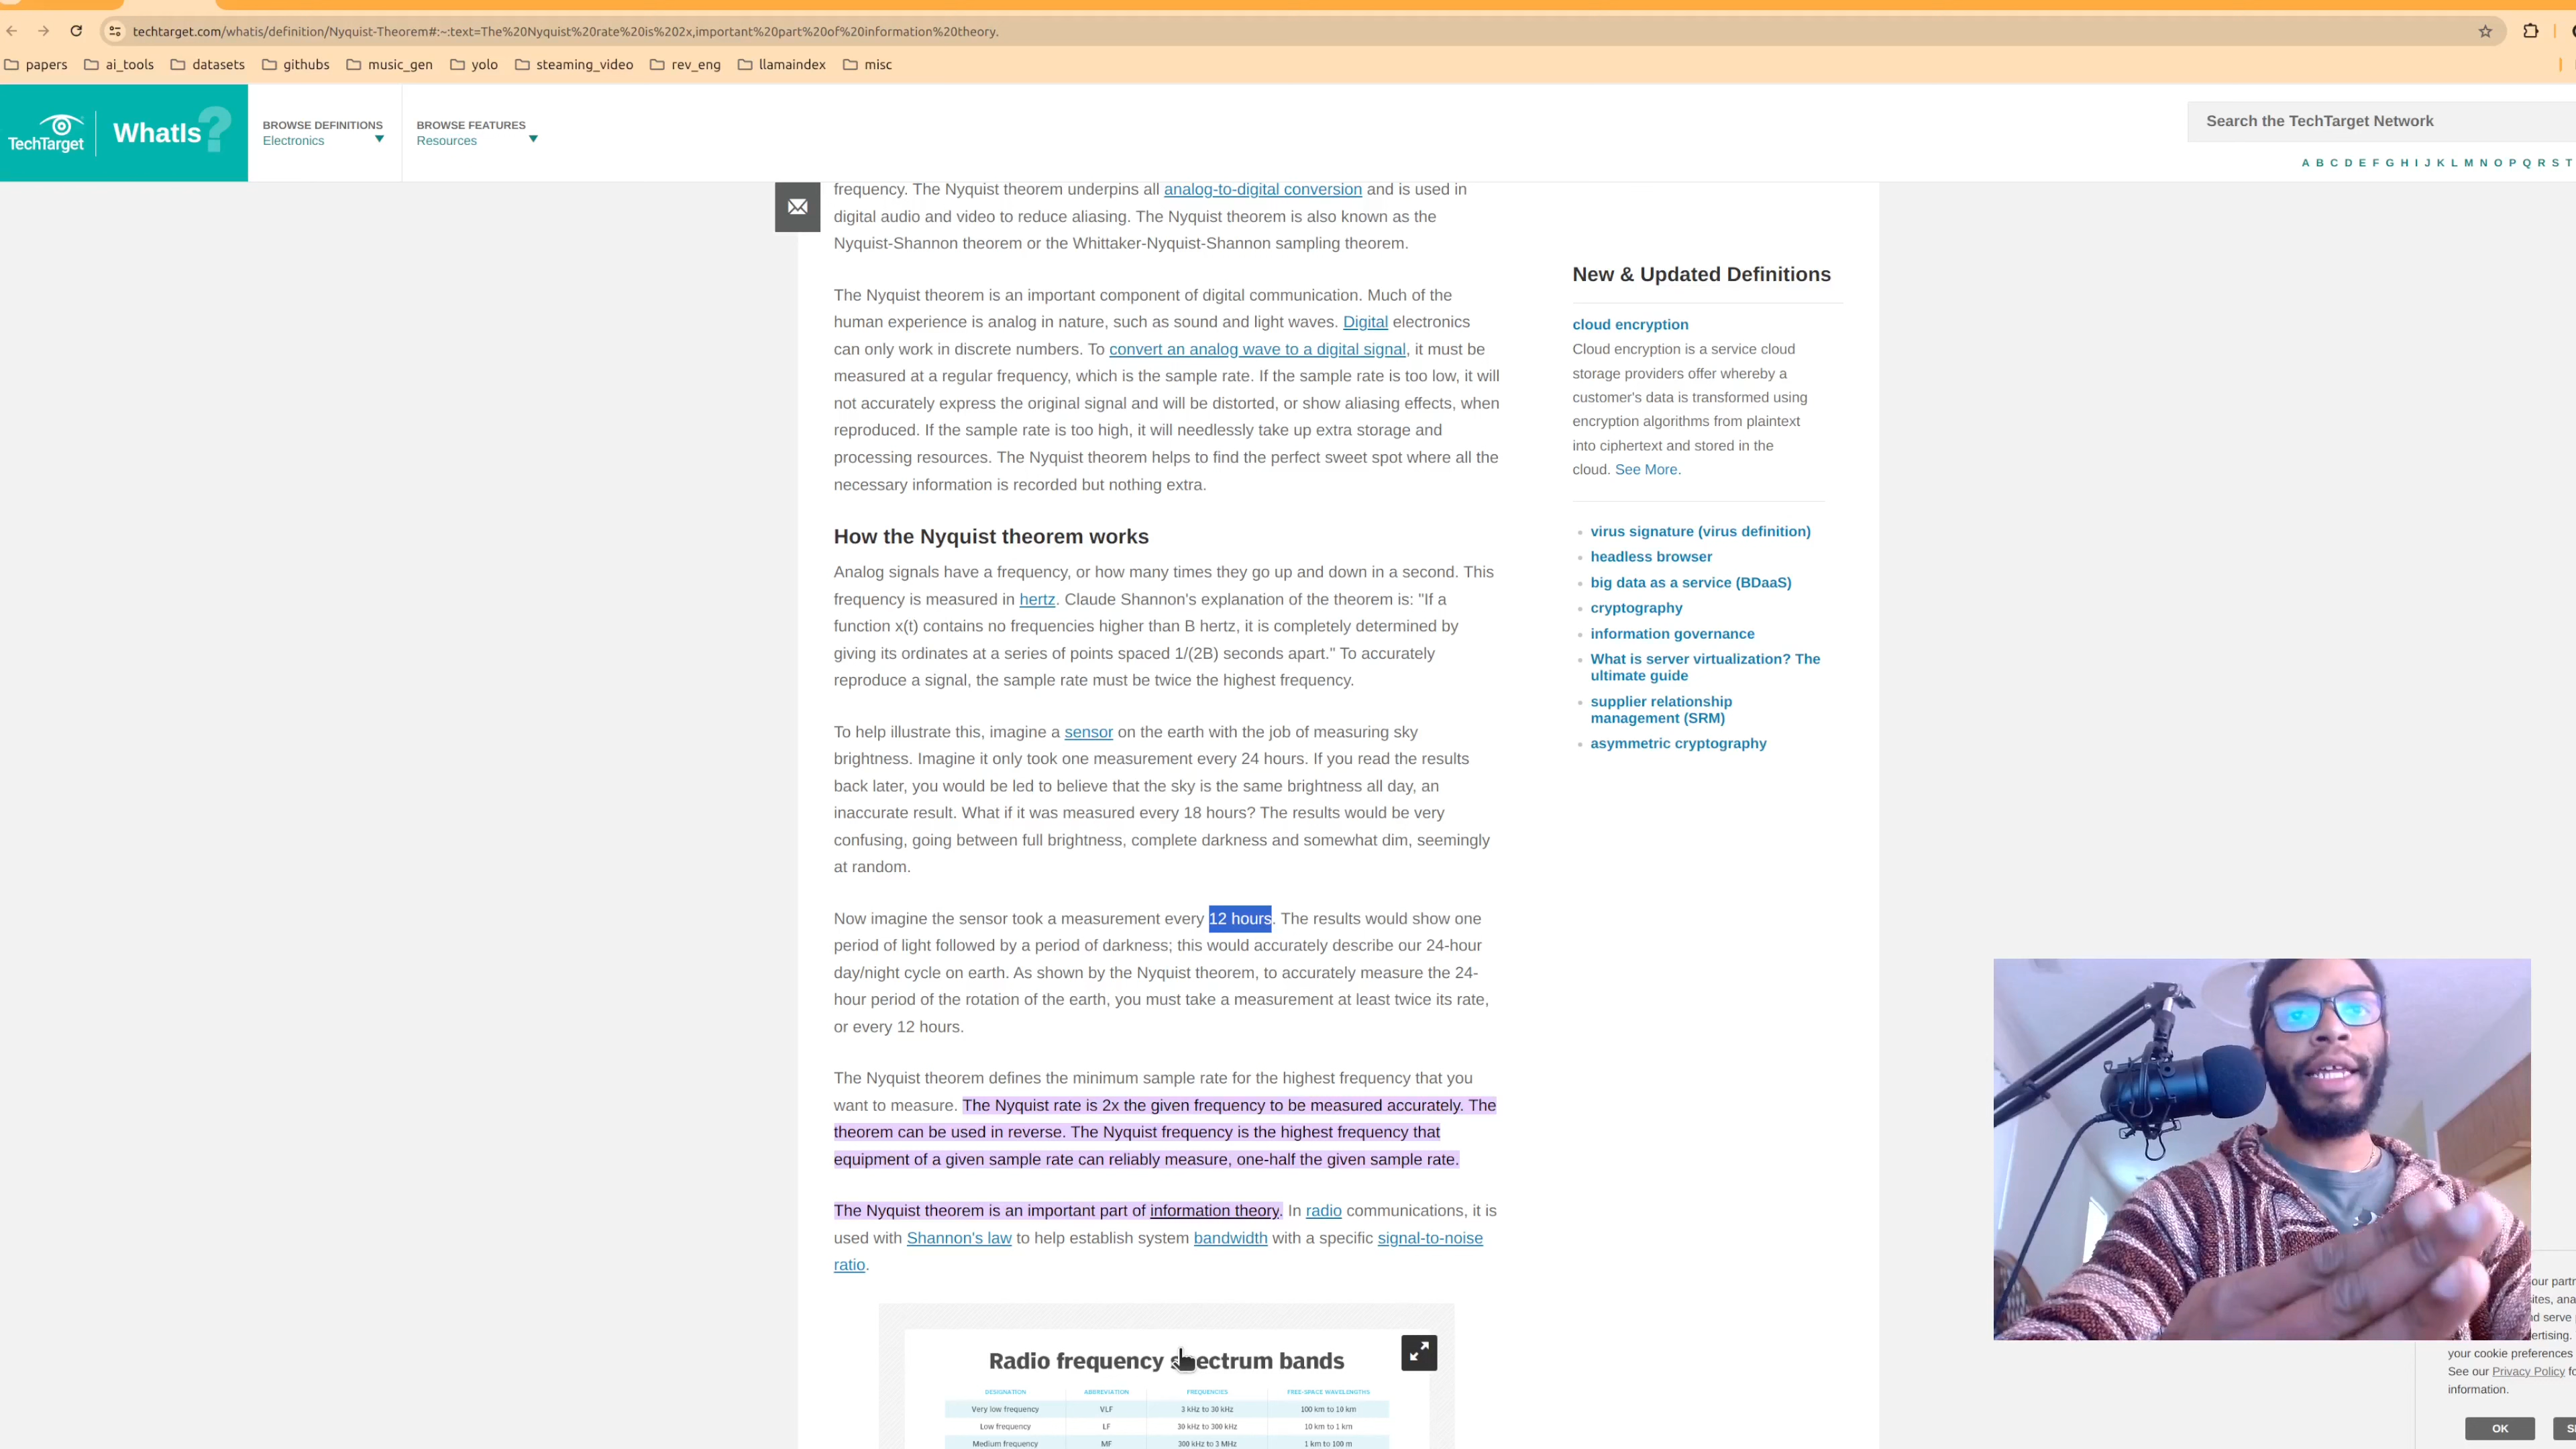 techtarget.com/whatis/definition/Nyquist-Theorem#:~:text=The%20Nyquist%20rate%20is%202x,important%20part%20of%20information%20theory.
papers ai_tools datasets githubs music_gen yolo steaming_video rev_eng llamaindex misc
TechTarget WhatIs?
BROWSE DEFINITIONS
Electronics
BROWSE FEATURES
Resources
Search the TechTarget Network
A B C D E F G H I J K L M N O P Q R S T
frequency. The Nyquist theorem underpins all analog-to-digital conversion and is used in
digital audio and video to reduce aliasing. The Nyquist theorem is also known as the
Nyquist-Shannon theorem or the Whittaker-Nyquist-Shannon sampling theorem.
The Nyquist theorem is an important component of digital communication. Much of the
human experience is analog in nature, such as sound and light waves. Digital electronics
can only work in discrete numbers. To convert an analog wave to a digital signal, it must be
measured at a regular frequency, which is the sample rate. If the sample rate is too low, it will
not accurately express the original signal and will be distorted, or show aliasing effects, when
reproduced. If the sample rate is too high, it will needlessly take up extra storage and
processing resources. The Nyquist theorem helps to find the perfect sweet spot where all the
necessary information is recorded but nothing extra.
How the Nyquist theorem works
Analog signals have a frequency, or how many times they go up and down in a second. This
frequency is measured in hertz. Claude Shannon's explanation of the theorem is: "If a
function x(t) contains no frequencies higher than B hertz, it is completely determined by
giving its ordinates at a series of points spaced 1/(2B) seconds apart." To accurately
reproduce a signal, the sample rate must be twice the highest frequency.
To help illustrate this, imagine a sensor on the earth with the job of measuring sky
brightness. Imagine it only took one measurement every 24 hours. If you read the results
back later, you would be led to believe that the sky is the same brightness all day, an
inaccurate result. What if it was measured every 18 hours? The results would be very
confusing, going between full brightness, complete darkness and somewhat dim, seemingly
at random.
Now imagine the sensor took a measurement every 12 hours. The results would show one
period of light followed by a period of darkness; this would accurately describe our 24-hour
day/night cycle on earth. As shown by the Nyquist theorem, to accurately measure the 24-
hour period of the rotation of the earth, you must take a measurement at least twice its rate,
or every 12 hours.
The Nyquist theorem defines the minimum sample rate for the highest frequency that you
want to measure. The Nyquist rate is 2x the given frequency to be measured accurately. The
theorem can be used in reverse. The Nyquist frequency is the highest frequency that
equipment of a given sample rate can reliably measure, one-half the given sample rate.
The Nyquist theorem is an important part of information theory. In radio communications, it is
used with Shannon's law to help establish system bandwidth with a specific signal-to-noise
ratio.
Radio frequency spectrum bands
DESIGNATION ABBREVIATION FREQUENCIES FREE-SPACE WAVELENGTHS
Very low frequency VLF 3 kHz to 30 kHz 100 km to 10 km
Low frequency LF 30 kHz to 300 kHz 10 km to 1 km
Medium frequency MF 300 kHz to 3 MHz 1 km to 100 m
New & Updated Definitions
cloud encryption
Cloud encryption is a service cloud
storage providers offer whereby a
customer's data is transformed using
encryption algorithms from plaintext
into ciphertext and stored in the
cloud. See More.
virus signature (virus definition)
headless browser
big data as a service (BDaaS)
cryptography
information governance
What is server virtualization? The
ultimate guide
supplier relationship
management (SRM)
asymmetric cryptography
our part
ites, ana
d serve
ertising.
your cookie preferences
See our Privacy Policy fo
information.
OK